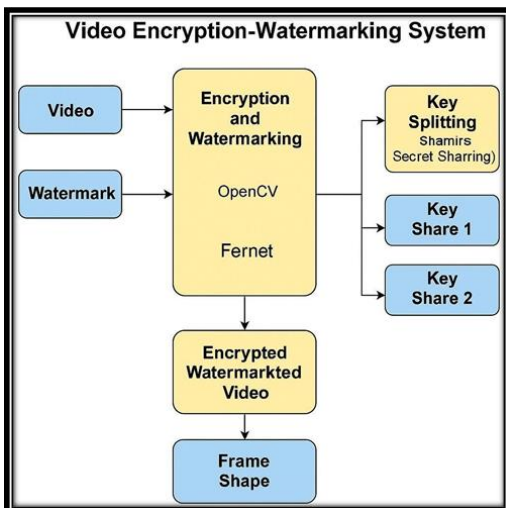 Video Encryption-Watermarking System
Video
Watermark
Encryption
and
Watermarking
OpenCV
Fernet
Key
Splitting
Shamirs
Secret Sharring)
Key
Share 1
Key
Share 2
Encrypted
Watermarkted
Video
Frame
Shape